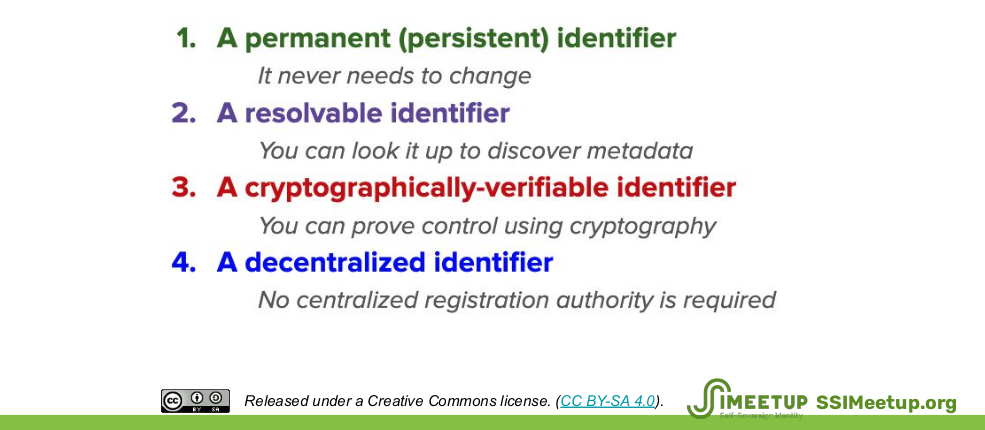 1. A permanent (persistent) identifier
It never needs to change
2. A resolvable identifier
You can look it up to discover metadata
3. A cryptographically-verifiable identifier
You can prove control using cryptography
4. A decentralized identifier
No centralized registration authority is required
cc BY SA Released under a Creative Commons license. (CC BY-SA 4.0). SSIMEETUP SSIMeetup.org
Self-Sovereign Identity